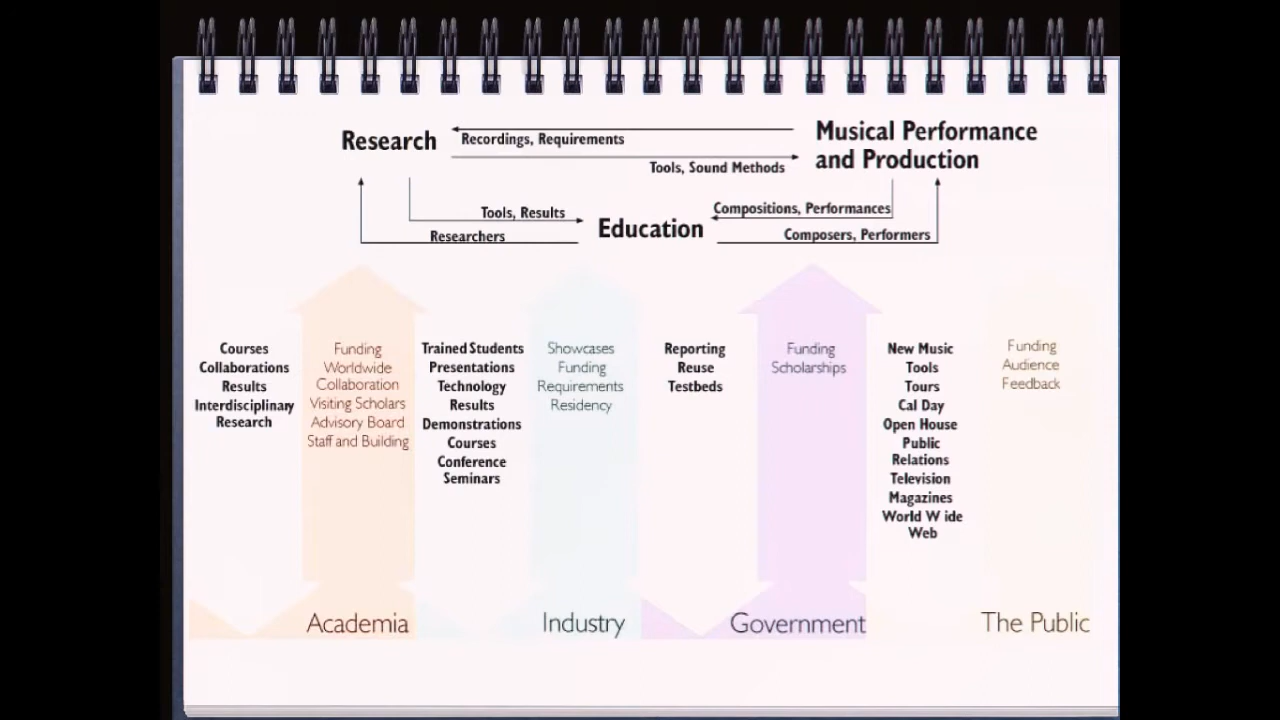 Research
Recordings, Requirements
Musical Performance
and Production
Tools, Sound Methods
Tools, Results
Education
Compositions, Performances
Researchers
Composers, Performers
Courses
Collaborations
Results
Interdisciplinary
Research
Funding
Worldwide
Collaboration
Visiting Scholars
Advisory Board
Staff and Building
Trained Students
Presentations
Technology
Results
Demonstrations
Courses
Conference
Seminars
Showcases
Funding
Requirements
Residency
Reporting
Reuse
Testbeds
Funding
Scholarships
New Music
Tools
Tours
Cal Day
Open House
Public
Relations
Television
Magazines
World W ide
Web
Funding
Audience
Feedback
Academia
Industry
Government
The Public